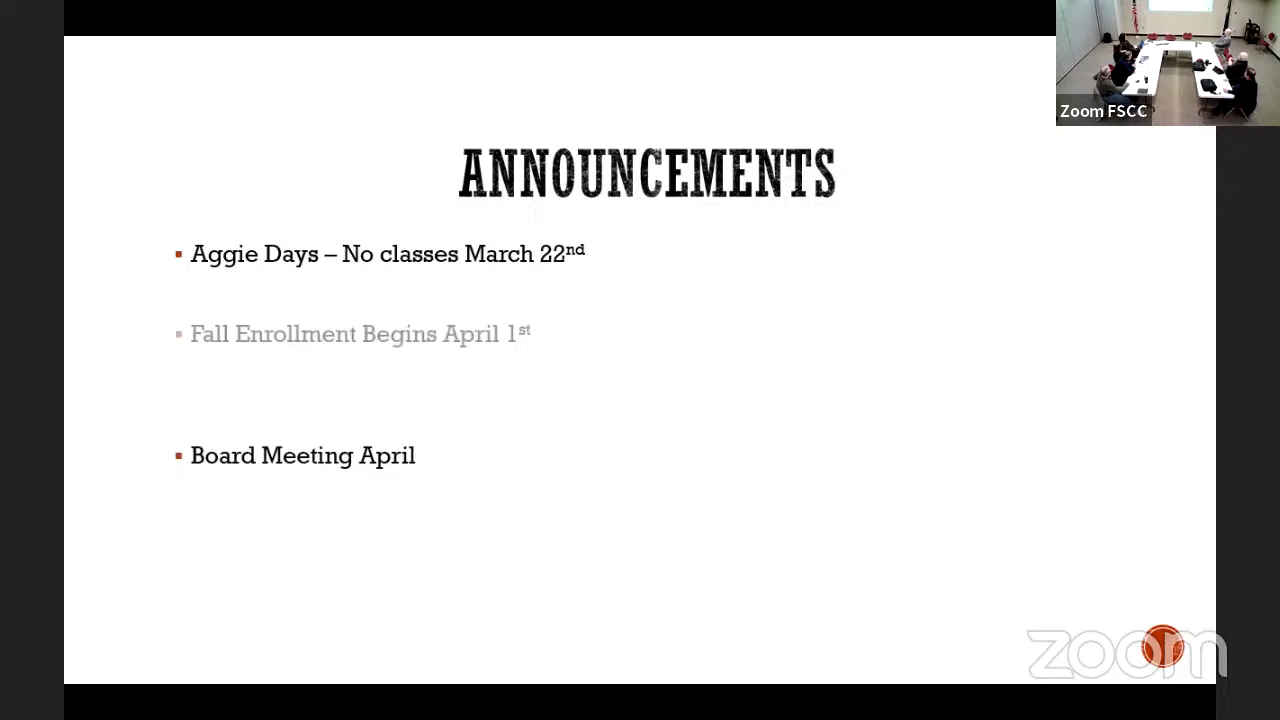 Zoom FSCC
ANNOUNCEMENTS
Aggie Days – No classes March 22nd
Fall Enrollment Begins April 1st
Board Meeting April
zoom